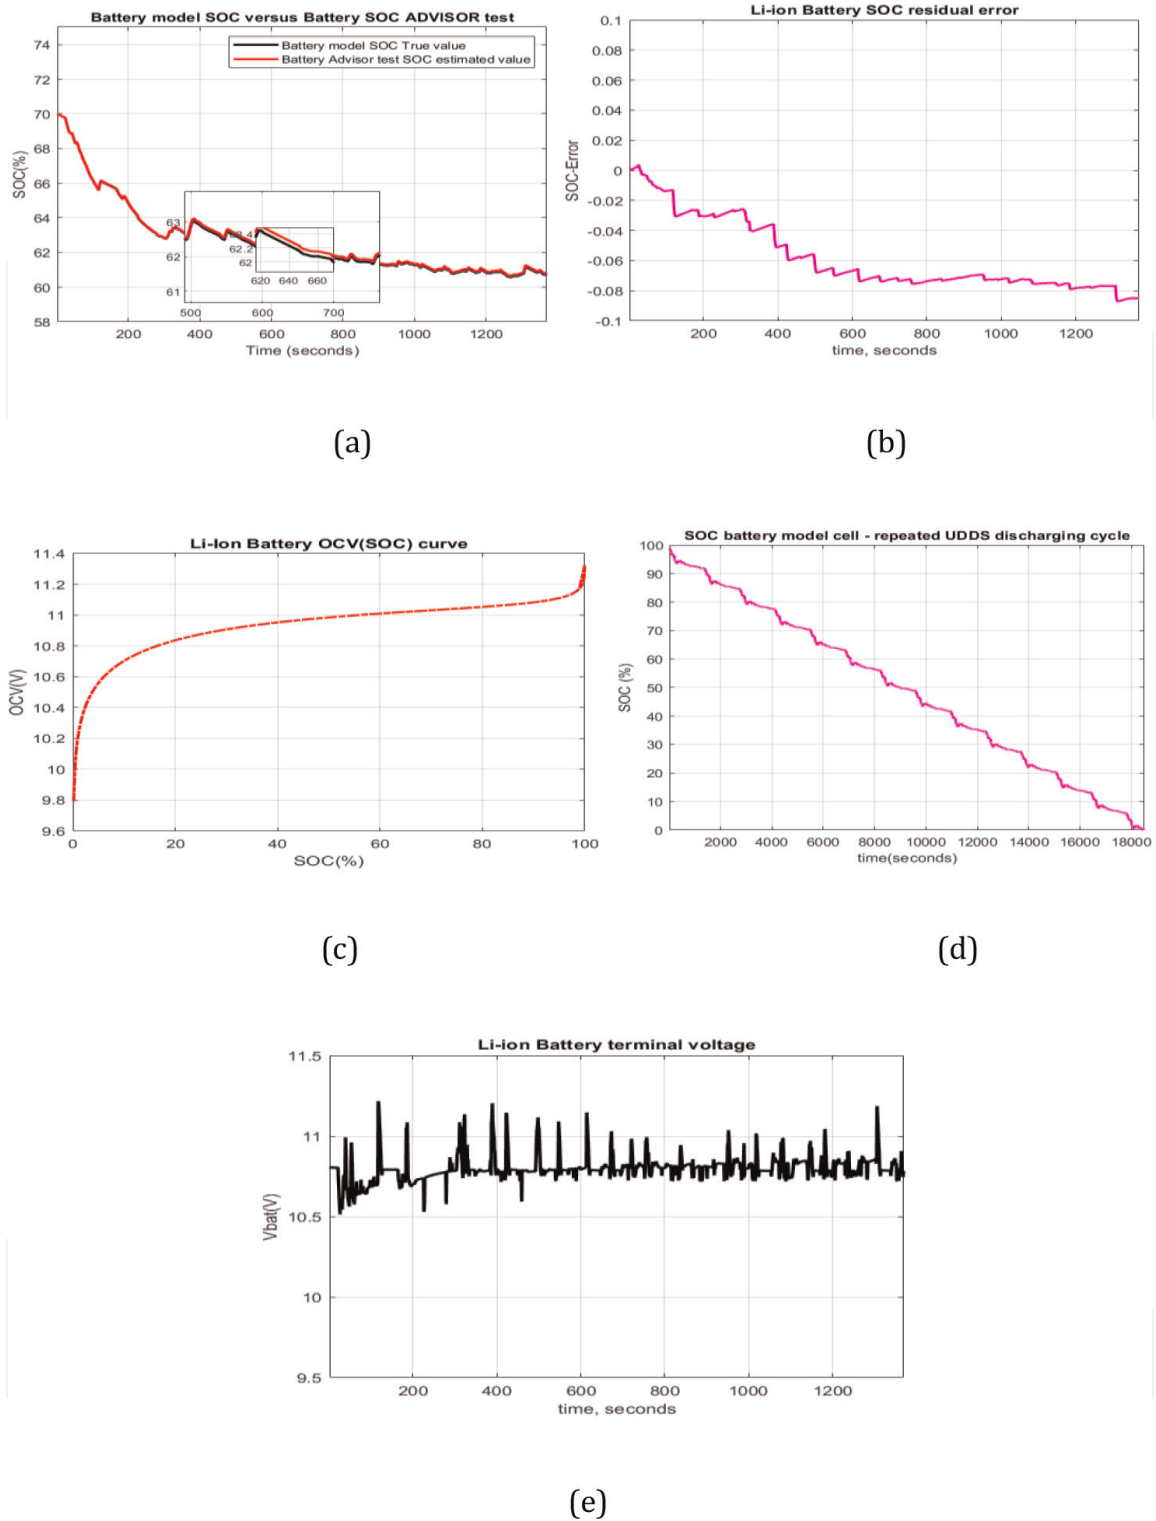 Battery model SOC versus Battery SOC ADVISOR test
Battery model SOC True value
Battery Advisor test SOC estimated value
SOC(%)
74
72
70
68
66
64
62
60
58
63
62
61
62.2
62
620 640 660
500 600 700
200 400 600 800 1000 1200
Time (seconds)
(a)
Li-ion Battery SOC residual error
SOC-Error
0.1
0.08
0.06
0.04
0.02
0
-0.02
-0.04
-0.06
-0.08
-0.1
200 400 600 800 1000 1200
time, seconds
(b)
Li-Ion Battery OCV(SOC) curve
OCV(V)
11.4
11.2
11
10.8
10.6
10.4
10.2
10
9.8
9.6
0 20 40 60 80 100
SOC(%)
(c)
SOC battery model cell - repeated UDDS discharging cycle
SOC (%)
100
90
80
70
60
50
40
30
20
10
0
2000 4000 6000 8000 10000 12000 14000 16000 18000
time(seconds)
(d)
Li-ion Battery terminal voltage
Vbat(V)
11.5
11
10.5
10
9.5
200 400 600 800 1000 1200
time, seconds
(e)